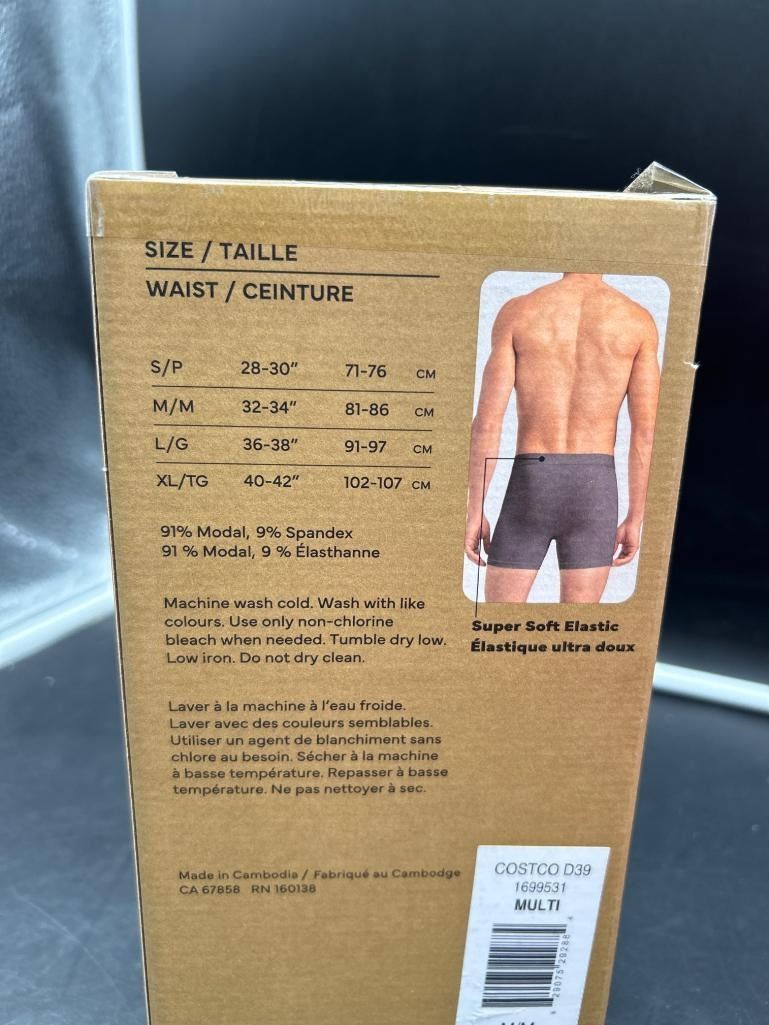 SIZE / TAILLE
WAIST / CEINTURE
S/P 28-30" 71-76 CM
M/M 32-34" 81-86 CM
L/G 36-38" 91-97 CM
XL/TG 40-42" 102-107 CM
91% Modal, 9% Spandex
91 % Modal, 9 % Élasthanne
Machine wash cold. Wash with like
colours. Use only non-chlorine
bleach when needed. Tumble dry low.
Low iron. Do not dry clean.
Super Soft Elastic
Élastique ultra doux
Laver à la machine à l'eau froide.
Laver avec des couleurs semblables.
Utiliser un agent de blanchiment sans
chlore au besoin. Sécher à la machine
à basse température. Repasser à basse
température. Ne pas nettoyer à sec.
Made in Cambodia / Fabriqué au Cambodge
CA 67858 RN 160138
COSTCO D39
1699531
MULTI